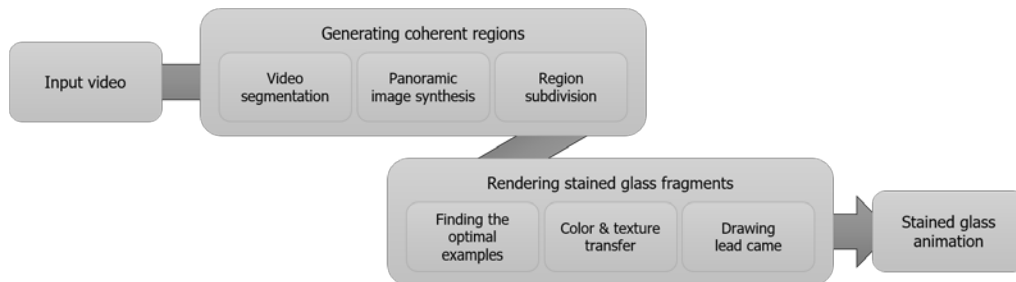 Generating coherent regions
Input video
Video
segmentation
Panoramic
image synthesis
Region
subdivision
Rendering stained glass fragments
Finding the
optimal
examples
Color & texture
transfer
Drawing
lead came
Stained glass
animation